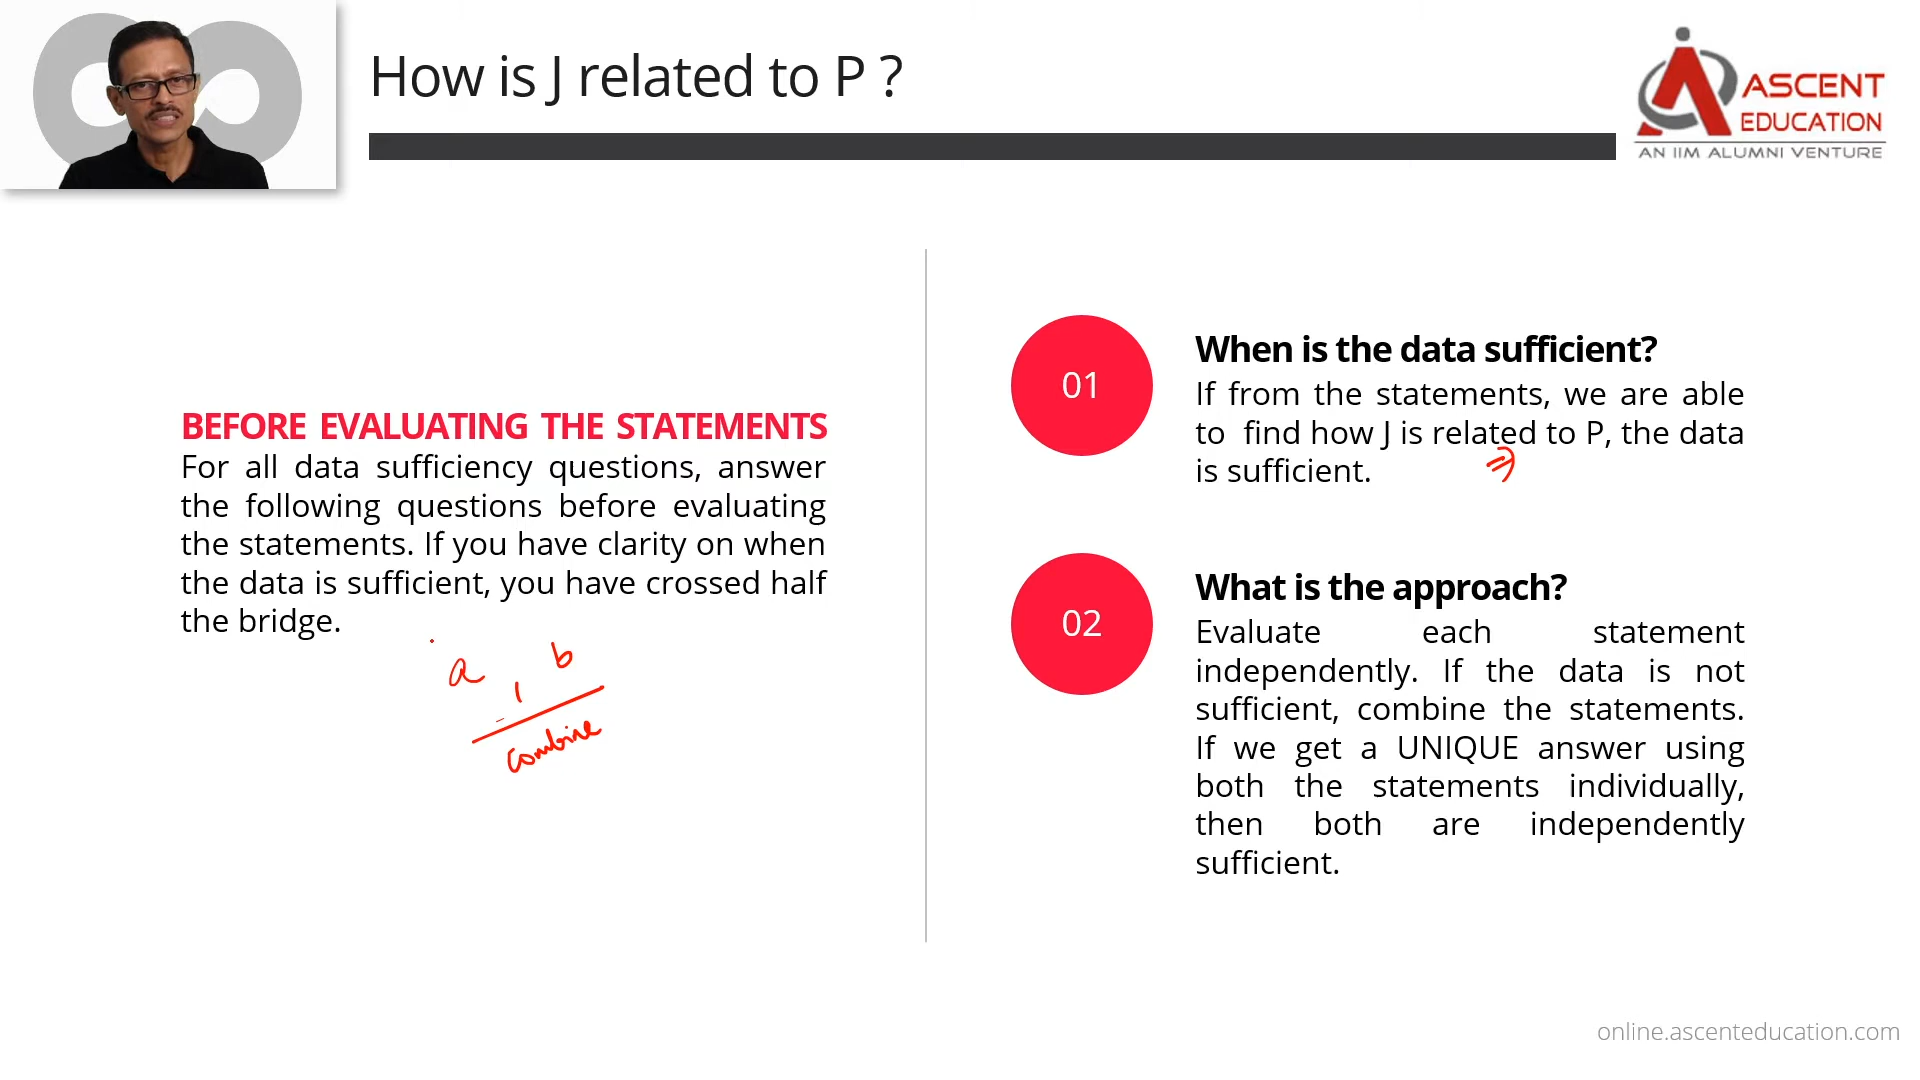 How is J related to P ?
ASCENT
EDUCATION
AN IIM ALUMNI VENTURE
BEFORE EVALUATING THE STATEMENTS
For all data sufficiency questions, answer
the following questions before evaluating
the statements. If you have clarity on when
the data is sufficient, you have crossed half
the bridge.
a , b
combine
01
When is the data sufficient?
If from the statements, we are able
to find how J is related to P, the data
is sufficient.
02
What is the approach?
Evaluate each statement
independently. If the data is not
sufficient, combine the statements.
If we get a UNIQUE answer using
both the statements individually,
then both are independently
sufficient.
online.ascenteducation.com